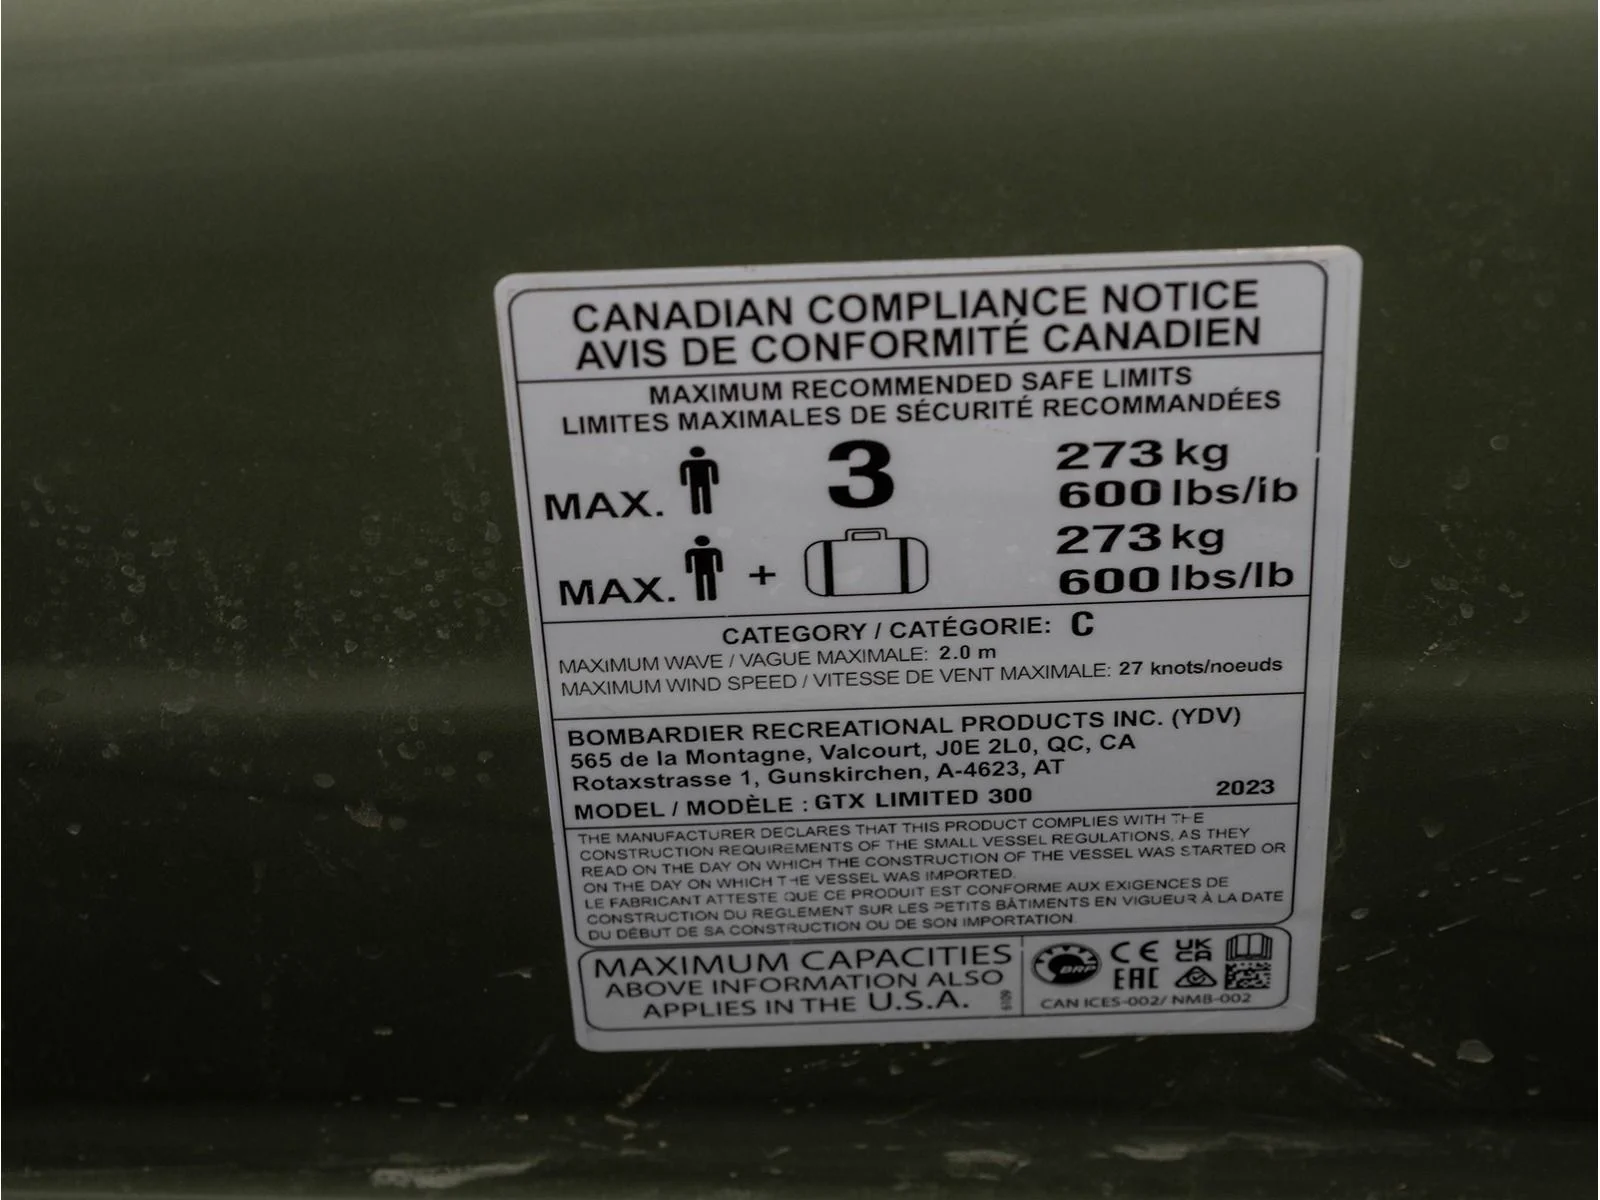 CANADIAN COMPLIANCE NOTICE
AVIS DE CONFORMITÉ CANADIEN
MAXIMUM RECOMMENDED SAFE LIMITS
LIMITES MAXIMALES DE SÉCURITÉ RECOMMANDÉES
MAX. 3 273 kg
600 lbs/lb
MAX. + 273 kg
600 lbs/lb
CATEGORY / CATÉGORIE: C
MAXIMUM WAVE / VAGUE MAXIMALE: 2.0 m
MAXIMUM WIND SPEED / VITESSE DE VENT MAXIMALE: 27 knots/noeuds
BOMBARDIER RECREATIONAL PRODUCTS INC. (YDV)
565 de la Montagne, Valcourt, J0E 2L0, QC, CA
Rotaxstrasse 1, Gunskirchen, A-4623, AT
MODEL / MODÈLE : GTX LIMITED 300 2023
THE MANUFACTURER DECLARES THAT THIS PRODUCT COMPLIES WITH THE
CONSTRUCTION REQUIREMENTS OF THE SMALL VESSEL REGULATIONS, AS THEY
READ ON THE DAY ON WHICH THE CONSTRUCTION OF THE VESSEL WAS STARTED OR
ON THE DAY ON WHICH THE VESSEL WAS IMPORTED.
LE FABRICANT ATTESTE QUE CE PRODUIT EST CONFORME AUX EXIGENCES DE
CONSTRUCTION DU REGLEMENT SUR LES PETITS BÂTIMENTS EN VIGUEUR À LA DATE
DU DÉBUT DE SA CONSTRUCTION OU DE SON IMPORTATION.
MAXIMUM CAPACITIES
ABOVE INFORMATION ALSO
APPLIES IN THE U.S.A.
BRP CE UK
CA
EAC
CAN ICES-002/ NMB-002